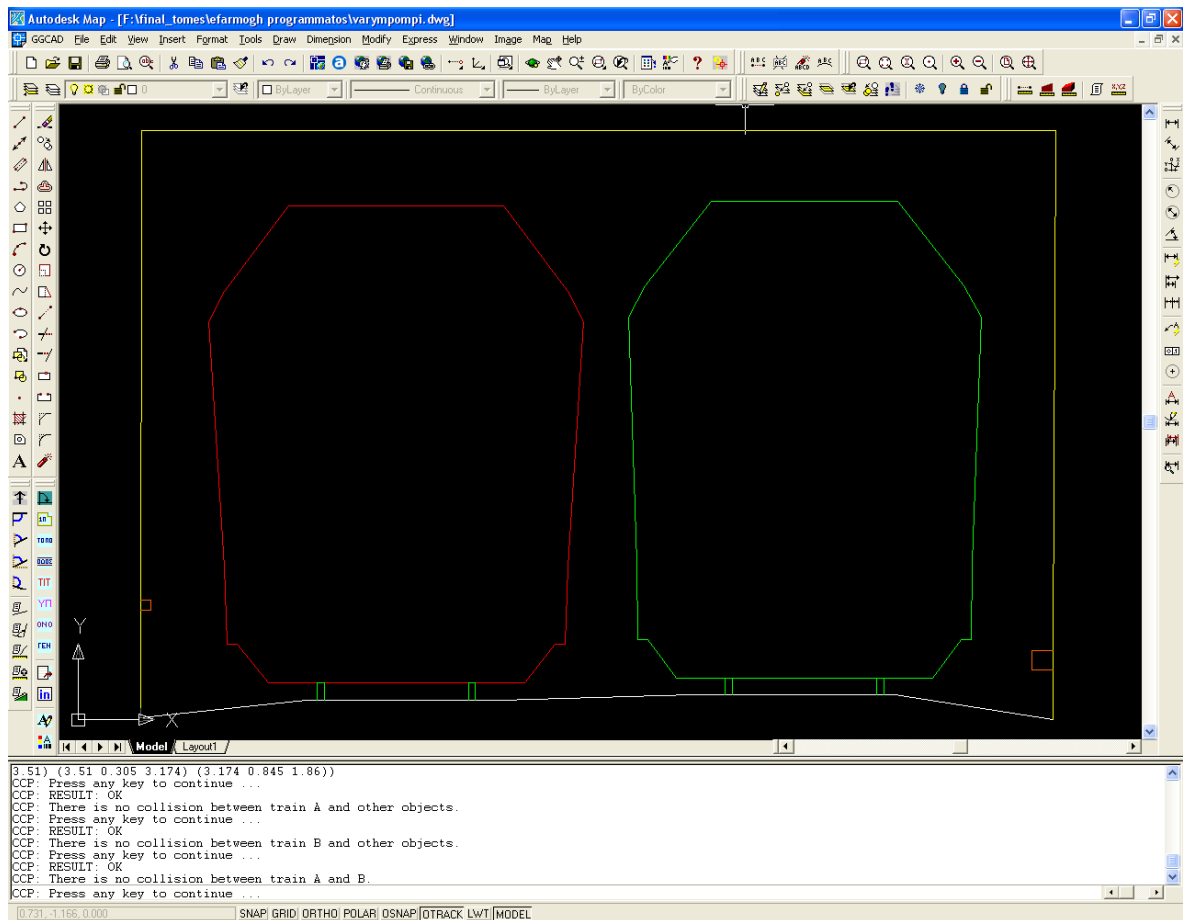 Autodesk Map - [F:\final_tomes\efarmogh programmatos\varympompi.dwg]
GGCAD File Edit View Insert Format Tools Draw Dimension Modify Express Window Image Map Help
0 ByLayer Continuous ByLayer ByColor
A
TIT
ΥΠ
ONO
ΓΕΝ
in
Y
X
Model Layout1
3.51) (3.51 0.305 3.174) (3.174 0.845 1.86))
CCP: Press any key to continue ...
CCP: RESULT: OK
CCP: There is no collision between train A and other objects.
CCP: Press any key to continue ...
CCP: RESULT: OK
CCP: There is no collision between train B and other objects.
CCP: Press any key to continue ...
CCP: RESULT: OK
CCP: There is no collision between train A and B.
CCP: Press any key to continue ...
0.731, -1.166, 0.000 SNAP GRID ORTHO POLAR OSNAP OTRACK LWT MODEL